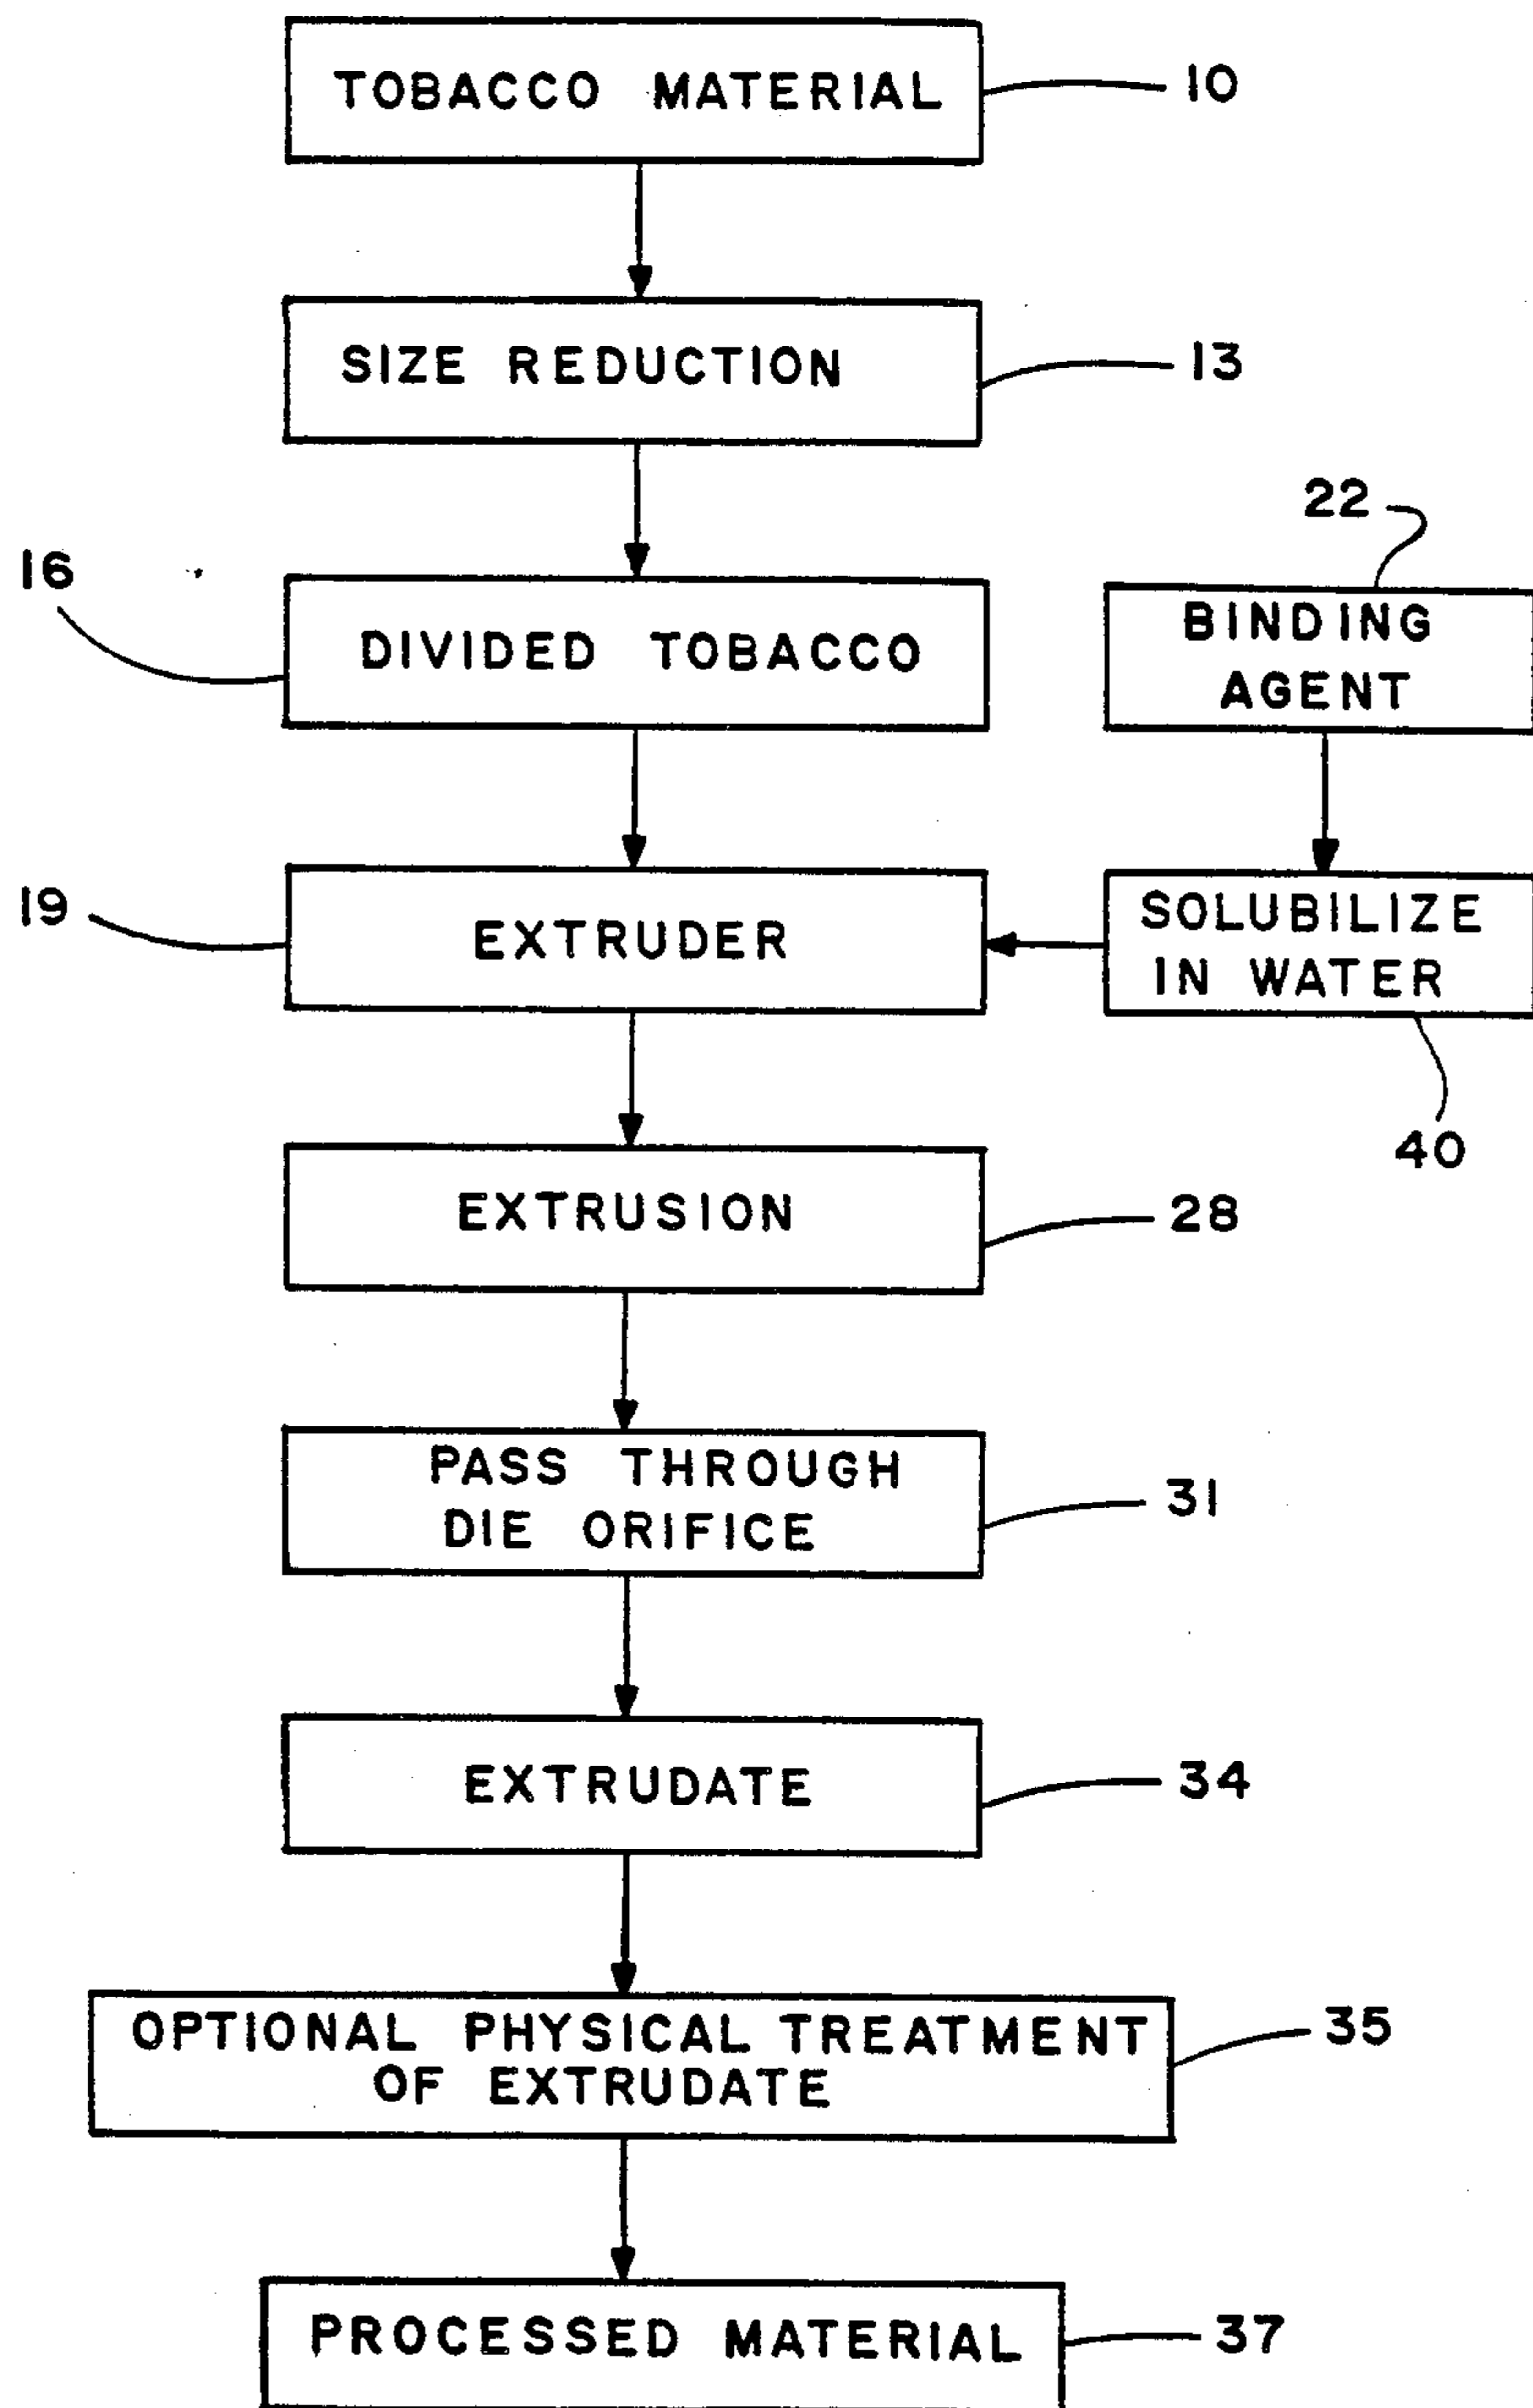 TOBACCO MATERIAL
10
SIZE REDUCTION
13
22
16
DIVIDED TOBACCO
BINDING
AGENT
19
EXTRUDER
SOLUBILIZE
IN WATER
40
EXTRUSION
28
PASS THROUGH
DIE ORIFICE
31
EXTRUDATE
34
OPTIONAL PHYSICAL TREATMENT
OF EXTRUDATE
35
PROCESSED MATERIAL
37